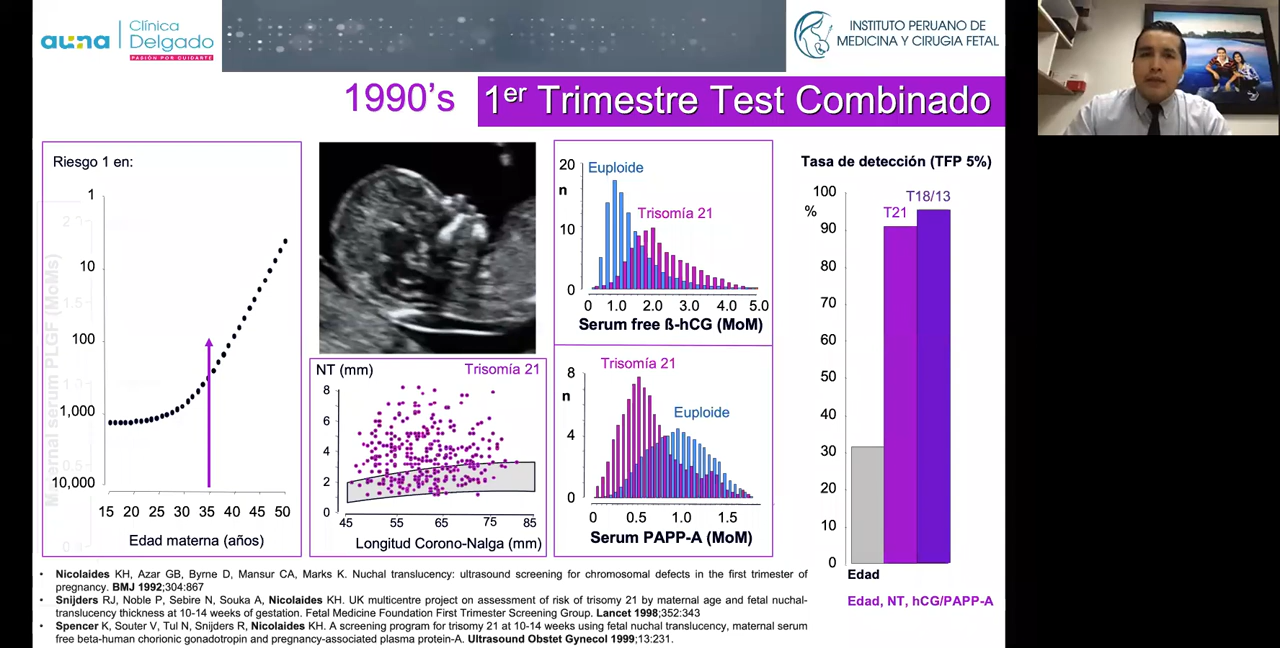 auna
Clínica
Delgado
PASIÓN POR CUIDARTE
INSTITUTO PERUANO DE
MEDICINA Y CIRUGIA FETAL
1990's
1er Trimestre Test Combinado
Riesgo 1 en:
1
10
100
1,000
10,000
15 20 25 30 35 40 45 50
Edad materna (años)
Maternal serum PLGF (MoMs)
NT (mm)
Trisomía 21
8
6
4
2
0
45 55 65 75 85
Longitud Corono-Nalga (mm)
20
n
10
0
Euploide
Trisomía 21
0 1.0 2.0 3.0 4.0 5.0
Serum free ß-hCG (MoM)
Trisomía 21
8
n
4
0
Euploide
0 0.5 1.0 1.5
Serum PAPP-A (MoM)
Tasa de detección (TFP 5%)
100
%
90
80
70
60
50
40
30
20
10
0
T21
T18/13
Edad
Edad, NT, hCG/PAPP-A
• Nicolaides KH, Azar GB, Byrne D, Mansur CA, Marks K. Nuchal translucency: ultrasound screening for chromosomal defects in the first trimester of
pregnancy. BMJ 1992;304:867
• Snijders RJ, Noble P, Sebire N, Souka A, Nicolaides KH. UK multicentre project on assessment of risk of trisomy 21 by maternal age and fetal nuchal-
translucency thickness at 10-14 weeks of gestation. Fetal Medicine Foundation First Trimester Screening Group. Lancet 1998;352:343
• Spencer K, Souter V, Tul N, Snijders R, Nicolaides KH. A screening program for trisomy 21 at 10-14 weeks using fetal nuchal translucency, maternal serum
free beta-human chorionic gonadotropin and pregnancy-associated plasma protein-A. Ultrasound Obstet Gynecol 1999;13:231.